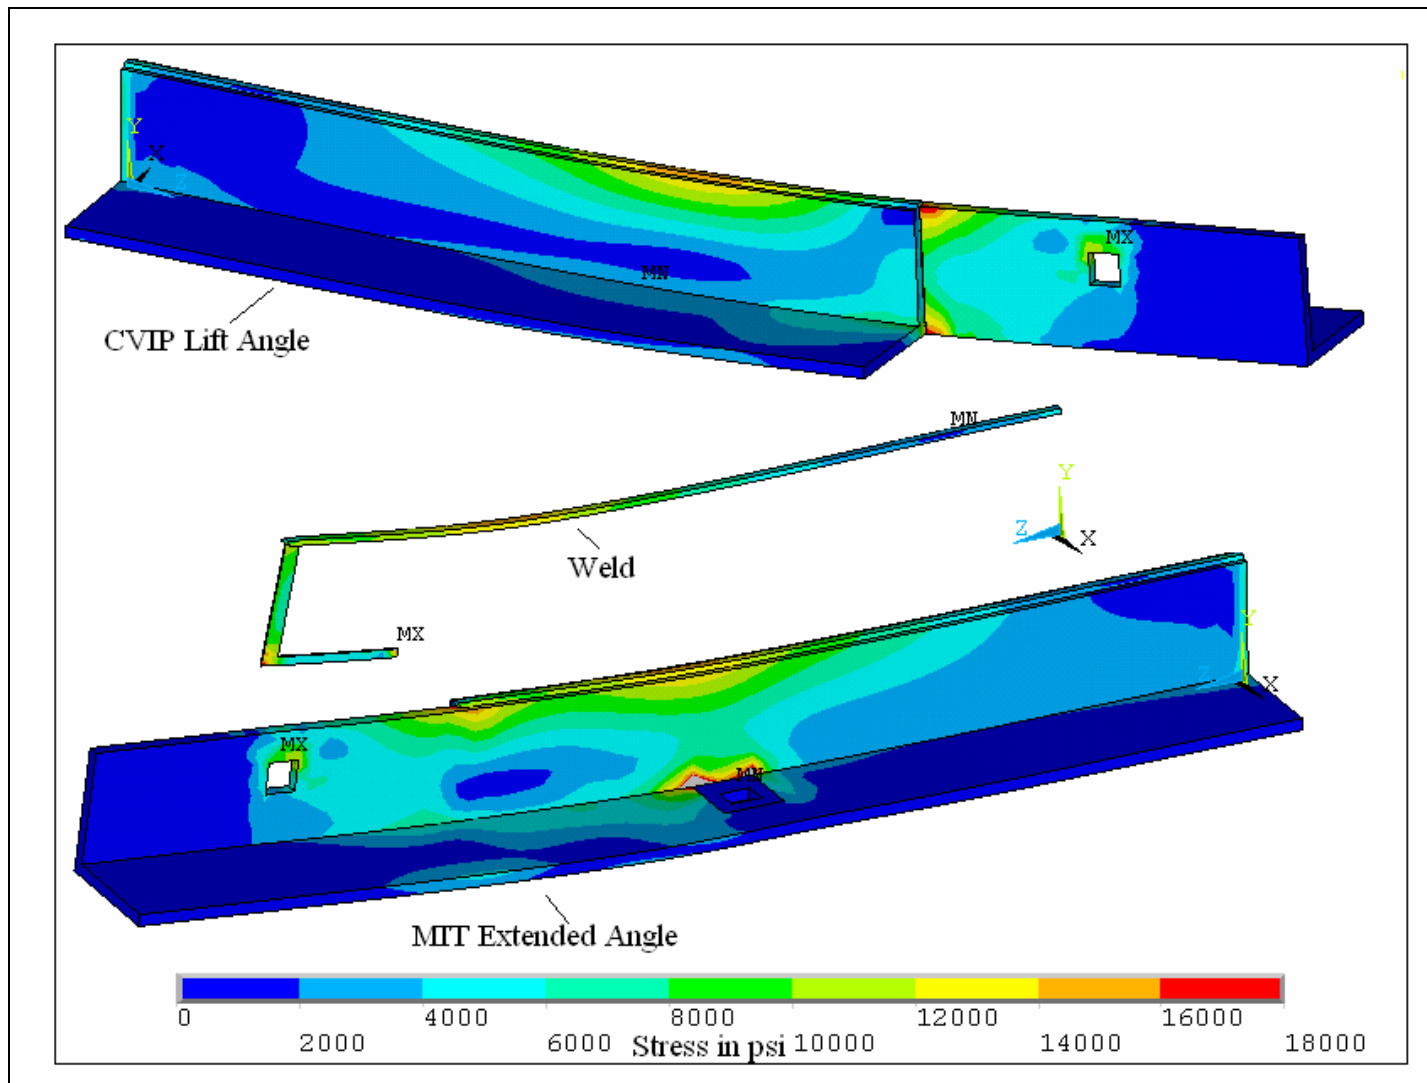 Y
X
Z
MX
MN
CVIP Lift Angle
MN
Y
Z
X
Weld
MX
Y
Z
X
MX
MN
MIT Extended Angle
0 4000 8000 12000 16000
2000 6000 Stress in psi 10000 14000 18000